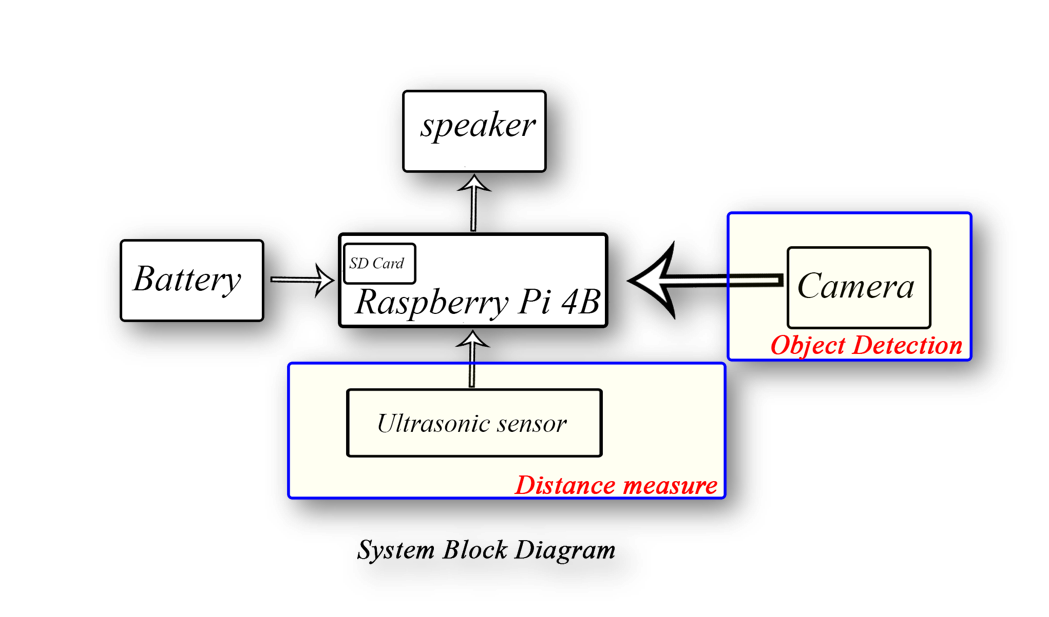 speaker
Battery
SD Card
Raspberry Pi 4B
Camera
Object Detection
Ultrasonic sensor
Distance measure
System Block Diagram